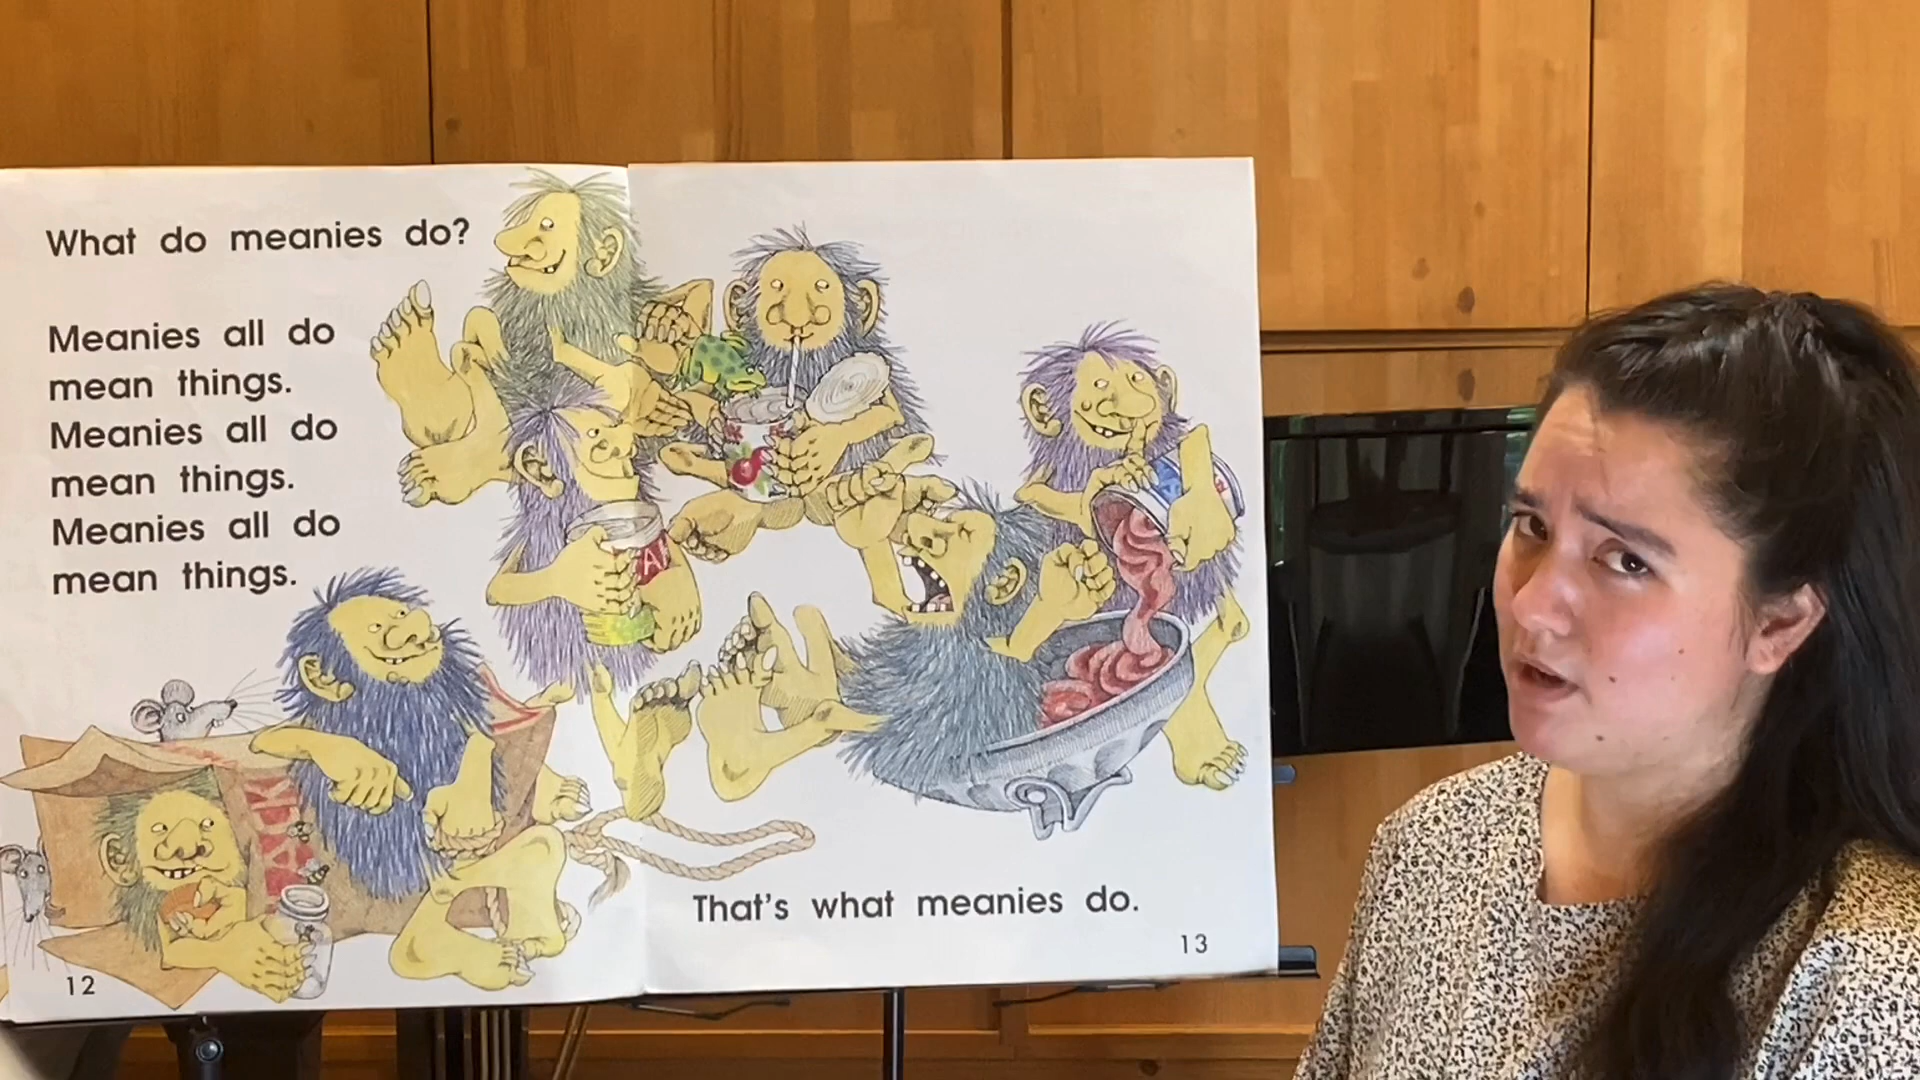 What do meanies do?
Meanies all do
mean things.
Meanies all do
mean things.
Meanies all do
mean things.
That's what meanies do.
12
13